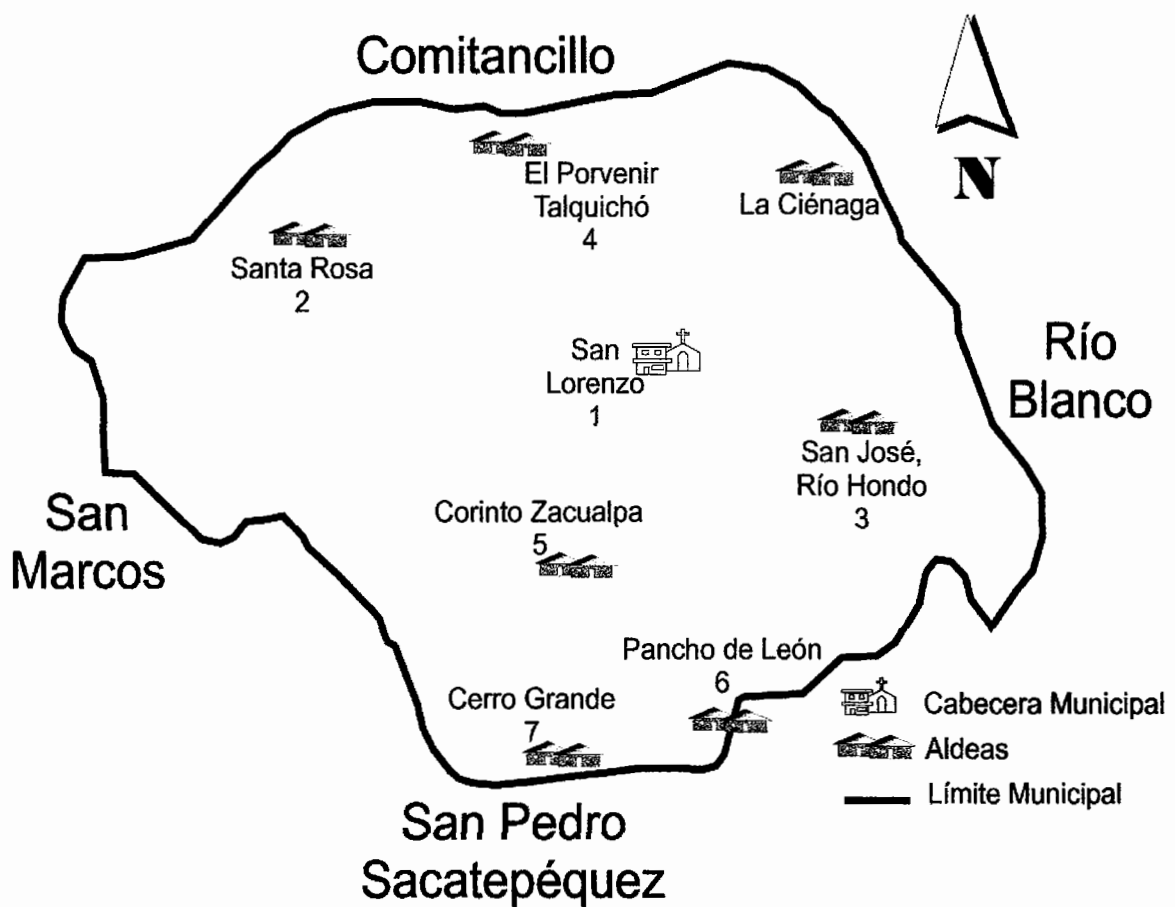 Comitancillo
N
El Porvenir
Talquichó
4
La Ciénaga
Santa Rosa
2
San
Lorenzo
1
Río
Blanco
San José,
Río Hondo
3
San
Marcos
Corinto Zacualpa
5
Pancho de León
6
Cerro Grande
7
Cabecera Municipal
Aldeas
Límite Municipal
San Pedro
Sacatepéquez